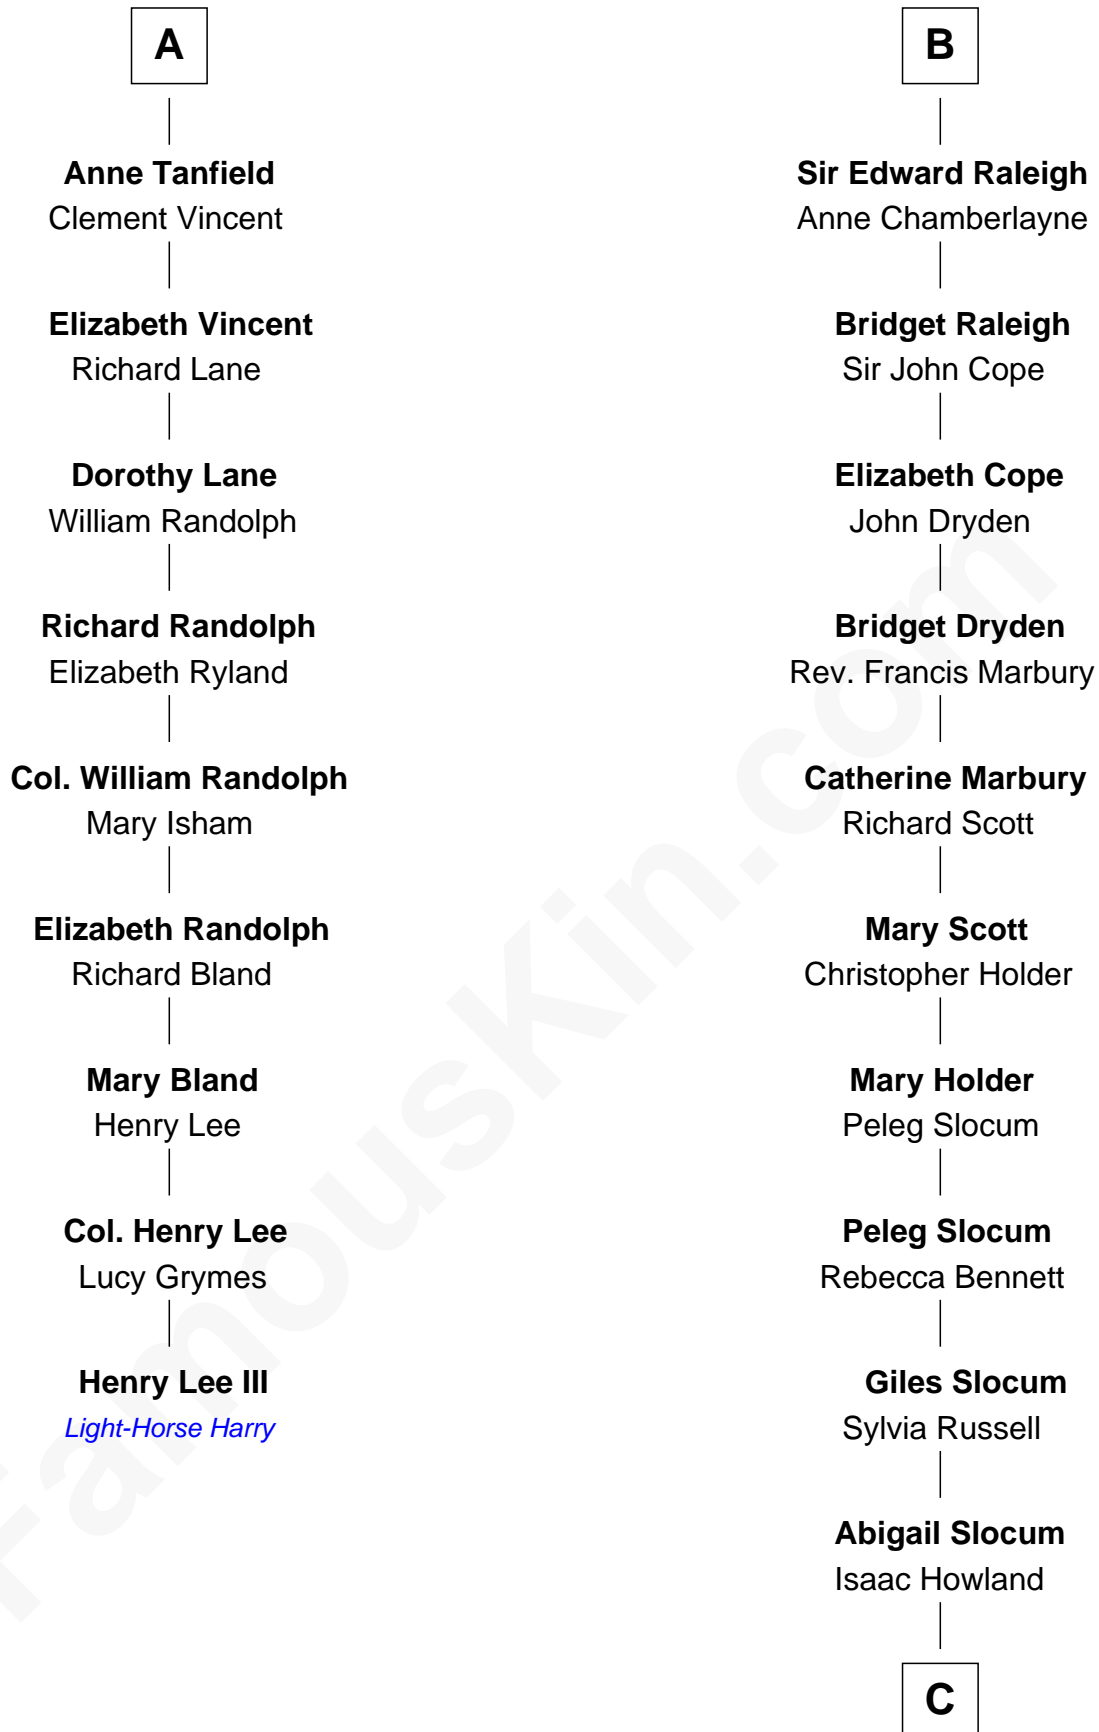 A
Anne Tanfield
Clement Vincent
Elizabeth Vincent
Richard Lane
Dorothy Lane
William Randolph
Richard Randolph
Elizabeth Ryland
Col. William Randolph
Mary Isham
Elizabeth Randolph
Richard Bland
Mary Bland
Henry Lee
Col. Henry Lee
Lucy Grymes
Henry Lee III
Light-Horse Harry
B
Sir Edward Raleigh
Anne Chamberlayne
Bridget Raleigh
Sir John Cope
Elizabeth Cope
John Dryden
Bridget Dryden
Rev. Francis Marbury
Catherine Marbury
Richard Scott
Mary Scott
Christopher Holder
Mary Holder
Peleg Slocum
Peleg Slocum
Rebecca Bennett
Giles Slocum
Sylvia Russell
Abigail Slocum
Isaac Howland
C
FamousKin.com